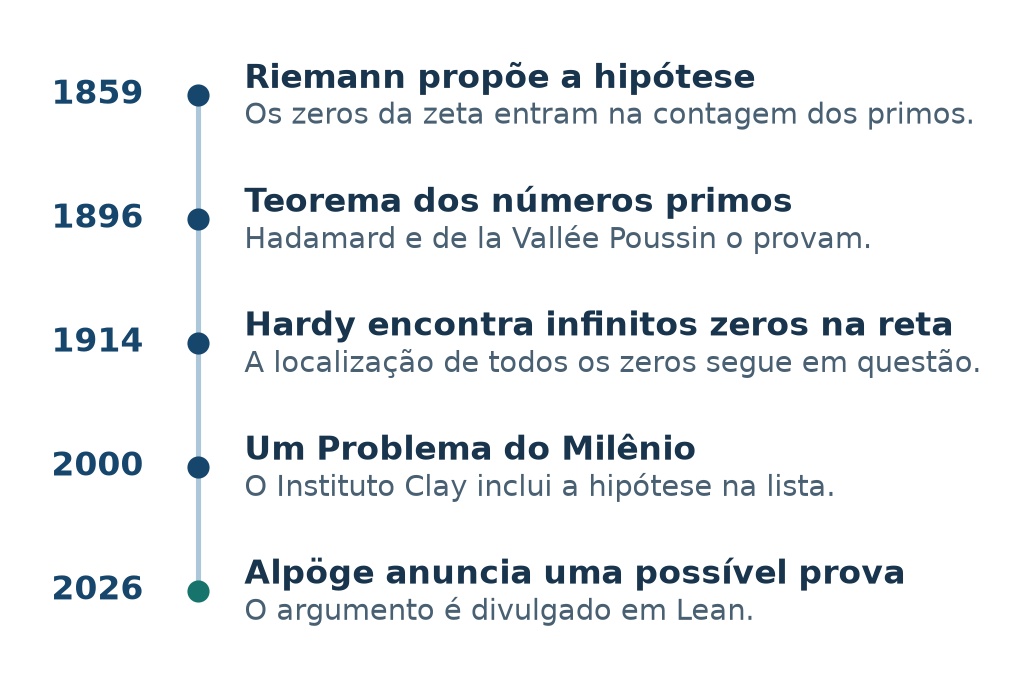 1859
Riemann propõe a hipótese
Os zeros da zeta entram na contagem dos primos.
1896
Teorema dos números primos
Hadamard e de la Vallée Poussin o provam.
1914
Hardy encontra infinitos zeros na reta
A localização de todos os zeros segue em questão.
2000
Um Problema do Milênio
O Instituto Clay inclui a hipótese na lista.
2026
Alpöge anuncia uma possível prova
O argumento é divulgado em Lean.